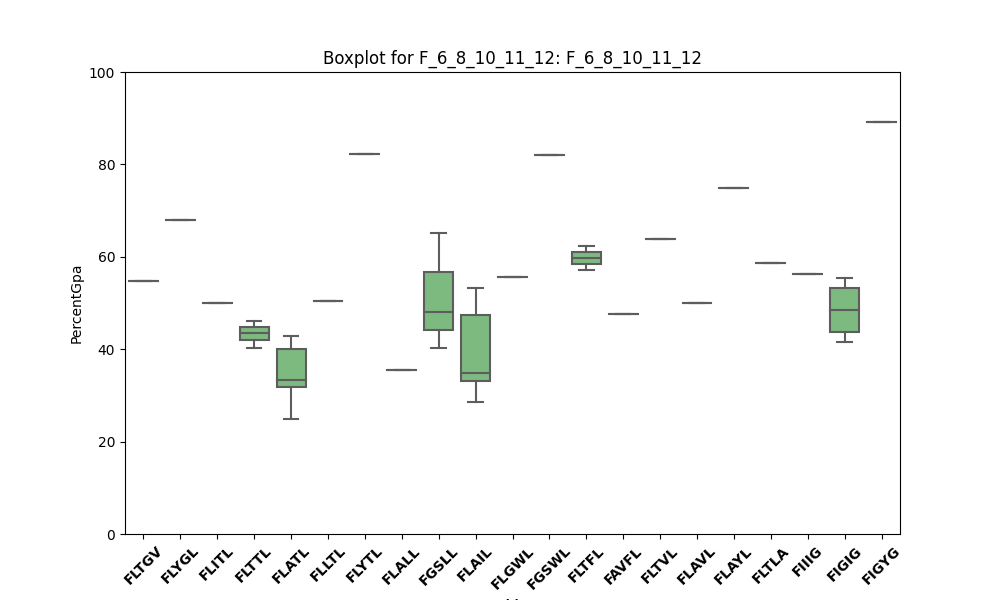 Boxplot for F_6_8_10_11_12: F_6_8_10_11_12
100
80
60
40
20
0
PercentGpa
FLTGV
FLYGL
FLITL
FLTTL
FLATL
FLLTL
FLYTL
FLALL
FGSLL
FLAIL
FLGWL
FGSWL
FLTFL
FAVFL
FLTVL
FLAVL
FLAYL
FLTLA
FIIIG
FIGIG
FIGYG